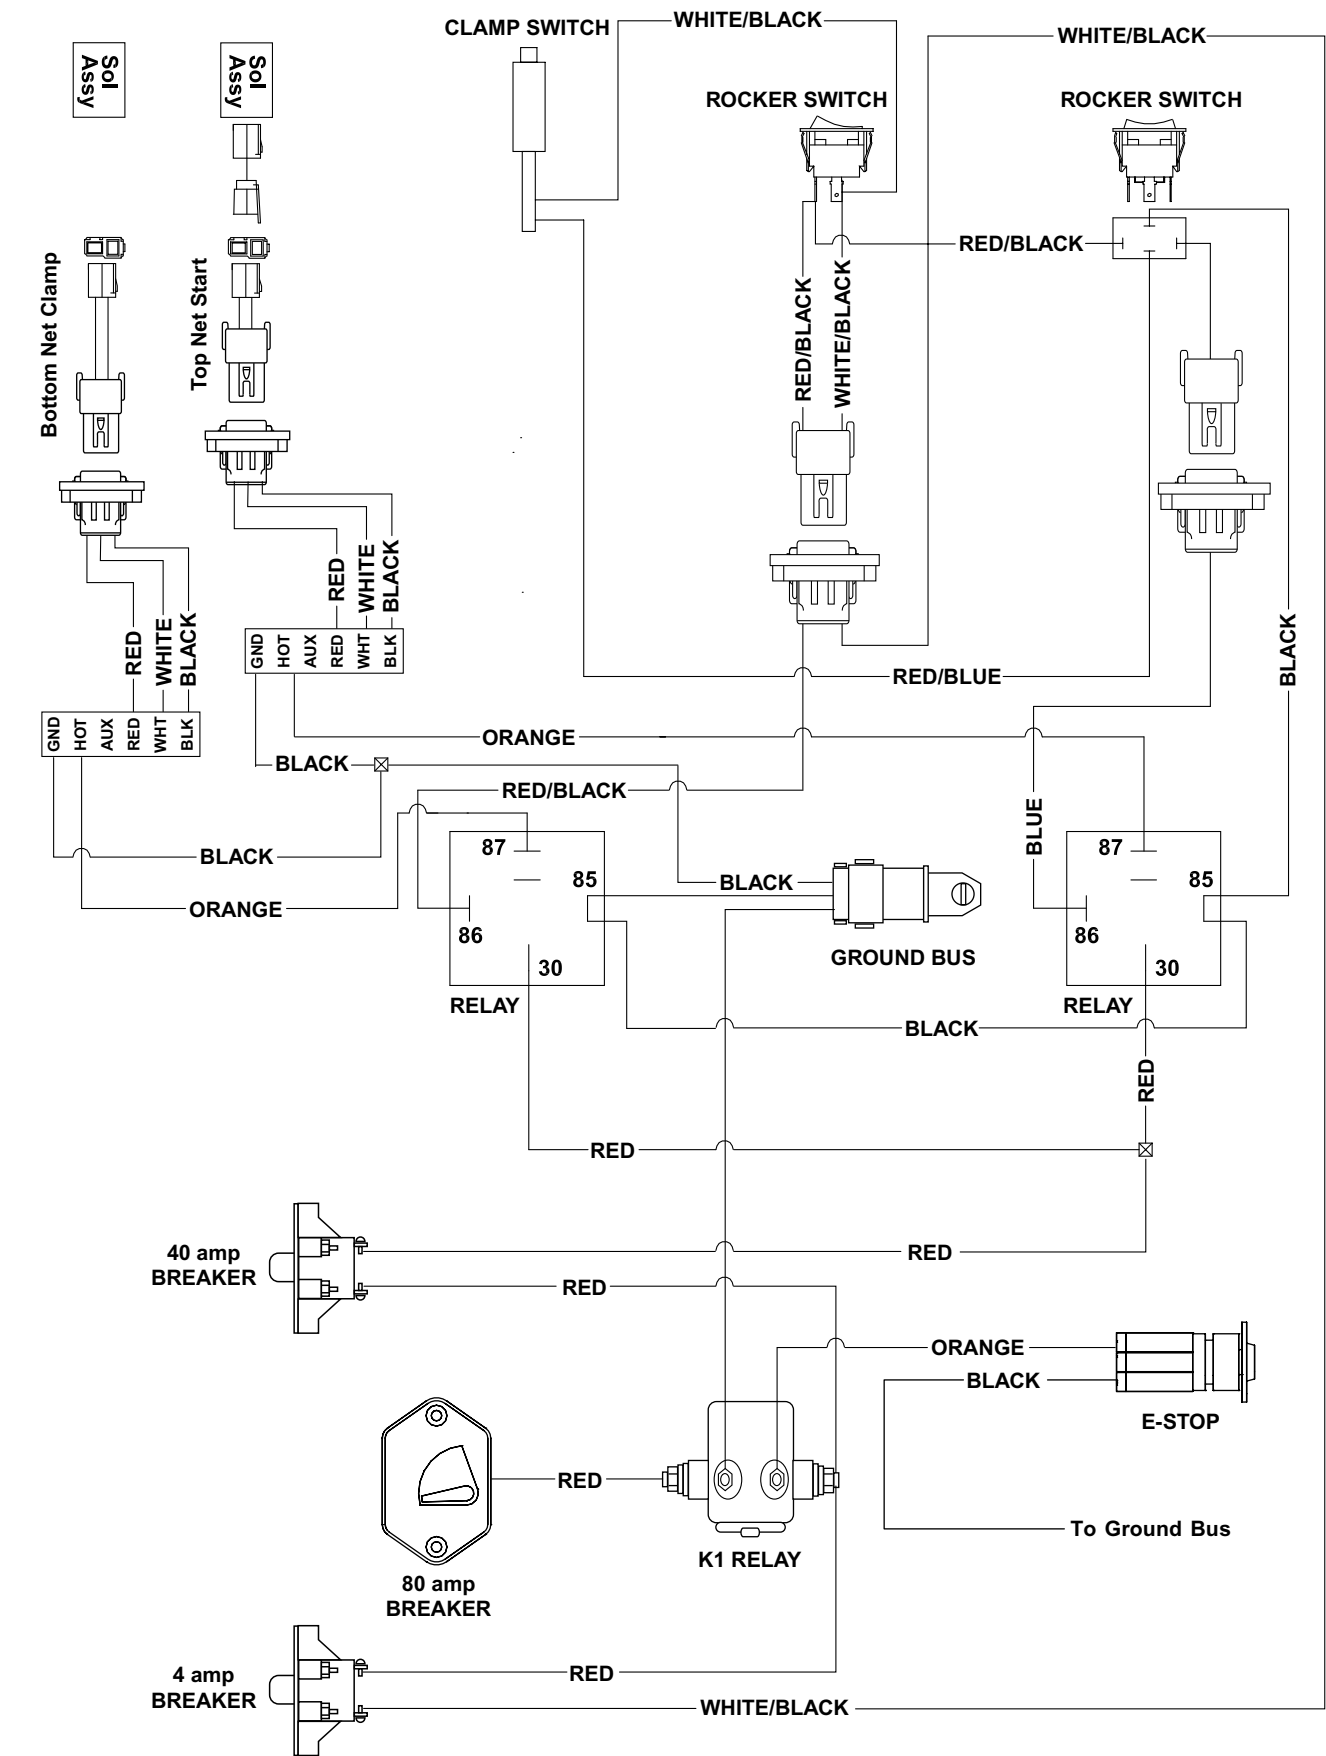 WHITE/BLACK
CLAMP SWITCH
WHITE/BLACK
Sol
Assy
Sol
Assy
ROCKER SWITCH
ROCKER SWITCH
RED/BLACK
Bottom Net Clamp
Top Net Start
RED/BLACK
WHITE/BLACK
RED
WHITE
BLACK
RED
WHITE
BLACK
GND
HOT
AUX
RED
WHT
BLK
BLACK
RED/BLUE
GND
HOT
AUX
RED
WHT
BLK
ORANGE
BLACK
RED/BLACK
BLUE
87
87
BLACK
85
BLACK
85
ORANGE
86
86
GROUND BUS
30
30
RELAY
RELAY
BLACK
RED
RED
40 amp
BREAKER
RED
RED
ORANGE
BLACK
E-STOP
RED
To Ground Bus
K1 RELAY
80 amp
BREAKER
4 amp
BREAKER
RED
WHITE/BLACK